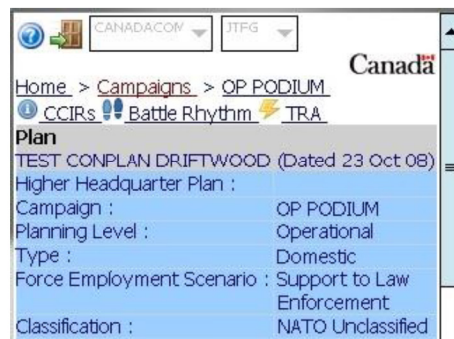 CANADACOM JTFG
Canada
Home > Campaigns > OP PODIUM
CCIRs Battle Rhythm TRA
Plan
TEST CONPLAN DRIFTWOOD (Dated 23 Oct 08)
Higher Headquarter Plan :
Campaign : OP PODIUM
Planning Level : Operational
Type : Domestic
Force Employment Scenario : Support to Law
Enforcement
Classification : NATO Unclassified